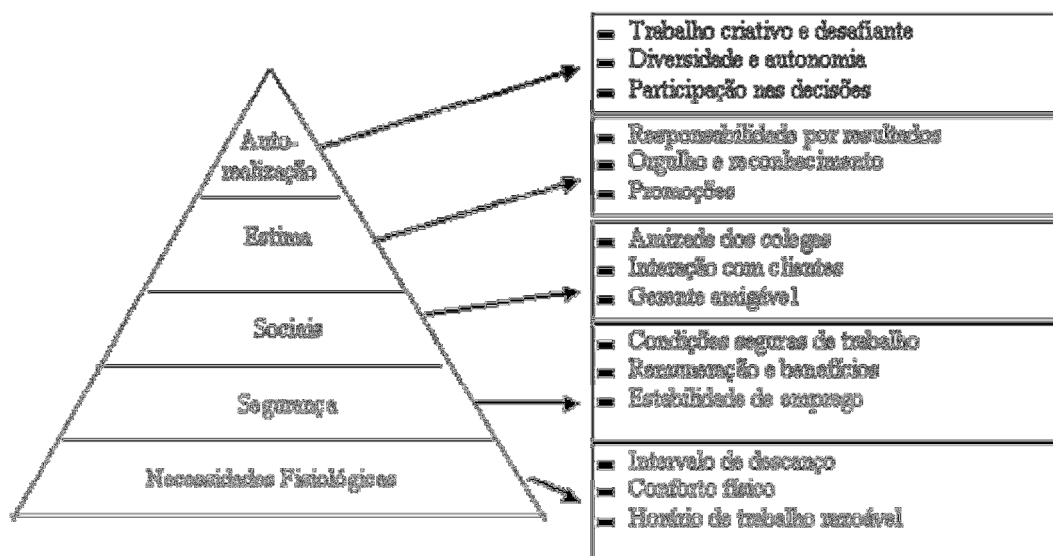 Auto-
realização
Estima
Sociais
Segurança
Necessidades Fisiológicas
Trabalho criativo e desafiante
Diversidade e autonomia
Participação nas decisões
Responsabilidade por resultados
Orgulho e reconhecimento
Promoções
Amizade dos colegas
Interação com clientes
Gerente amigável
Condições seguras de trabalho
Remuneração e benefícios
Estabilidade de emprego
Intervalo de descanço
Conforto físico
Horário de trabalho razoável